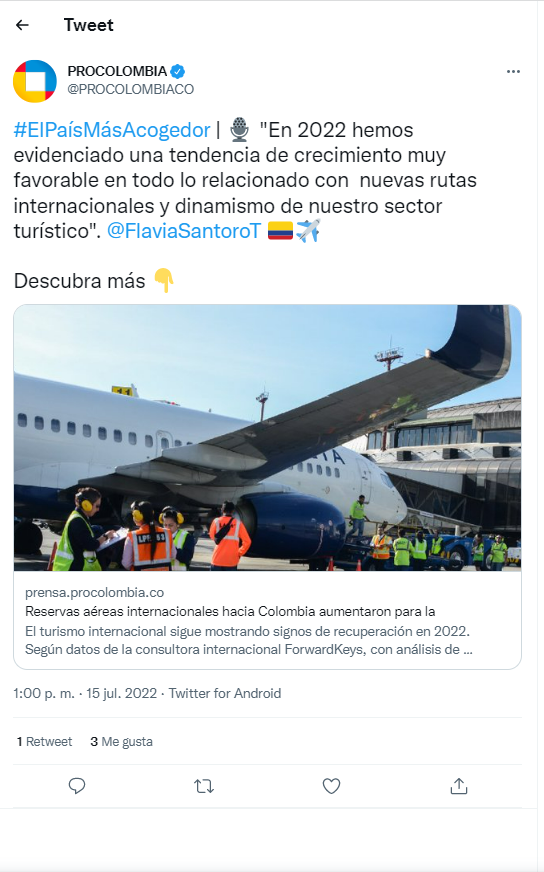 Tweet
PROCOLOMBIA
@PROCOLOMBIACO
#ElPaísMásAcogedor | "En 2022 hemos
evidenciado una tendencia de crecimiento muy
favorable en todo lo relacionado con nuevas rutas
internacionales y dinamismo de nuestro sector
turístico". @FlaviaSantoroT
Descubra más
prensa.procolombia.co
Reservas aéreas internacionales hacia Colombia aumentaron para la
El turismo internacional sigue mostrando signos de recuperación en 2022.
Según datos de la consultora internacional ForwardKeys, con análisis de ...
1:00 p. m. · 15 jul. 2022 · Twitter for Android
1 Retweet 3 Me gusta